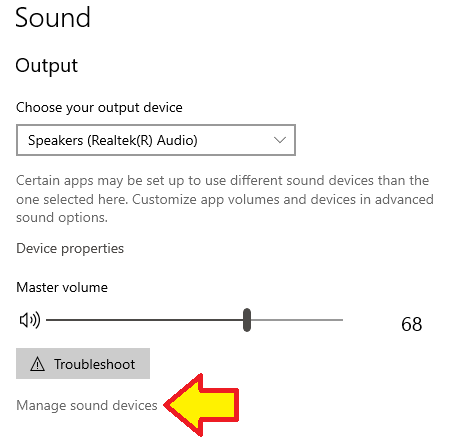 Sound
Output
Choose your output device
Speakers (Realtek(R) Audio)
Certain apps may be set up to use different sound devices than the
one selected here. Customize app volumes and devices in advanced
sound options.
Device properties
Master volume
68
Troubleshoot
Manage sound devices